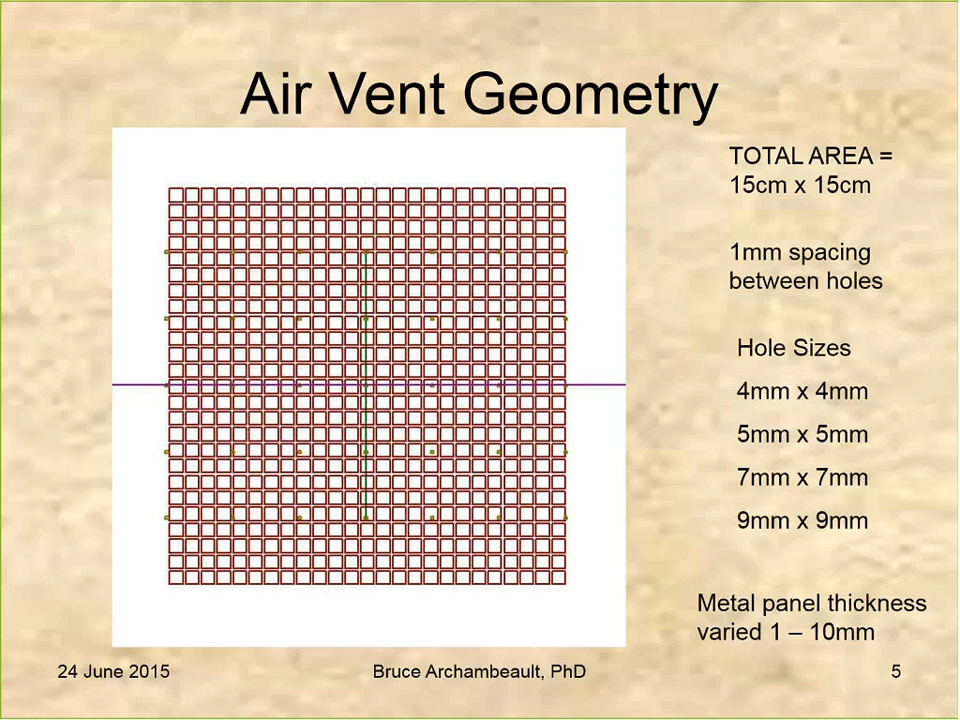 Air Vent Geometry
TOTAL AREA =
15cm x 15cm
1mm spacing
between holes
Hole Sizes
4mm x 4mm
5mm x 5mm
7mm x 7mm
9mm x 9mm
Metal panel thickness
varied 1 – 10mm
24 June 2015
Bruce Archambeault, PhD
5